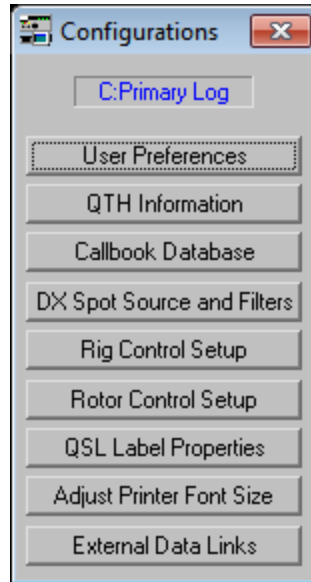 Configurations
C:Primary Log
User Preferences
QTH Information
Callbook Database
DX Spot Source and Filters
Rig Control Setup
Rotor Control Setup
QSL Label Properties
Adjust Printer Font Size
External Data Links